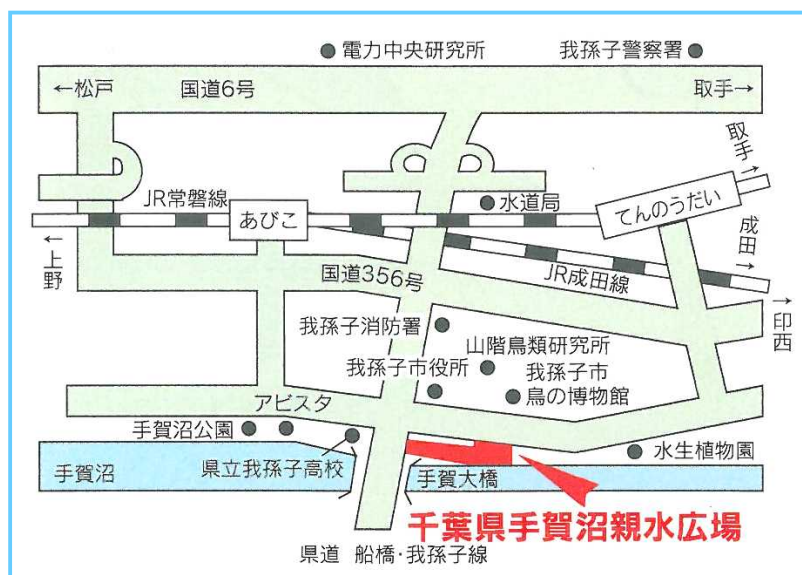 電力中央研究所
我孫子警察署
←松戸
国道6号
取手→
取手→
JR常磐線
水道局
あびこ
てんのうだい
成田→
←上野
国道356号
JR成田線
→印西
我孫子消防署
山階鳥類研究所
我孫子市役所
我孫子市
鳥の博物館
アビスタ
手賀沼公園
県立我孫子高校
水生植物園
手賀沼
手賀大橋
千葉県手賀沼親水広場
県道 船橋・我孫子線